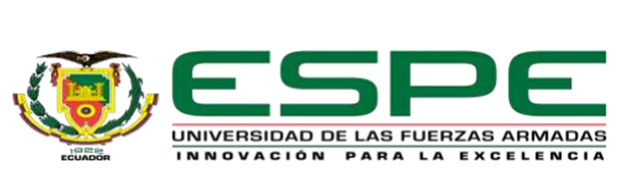 ESPE
UNIVERSIDAD DE LAS FUERZAS ARMADAS
INNOVACIÓN PARA LA EXCELENCIA
1922
ECUADOR